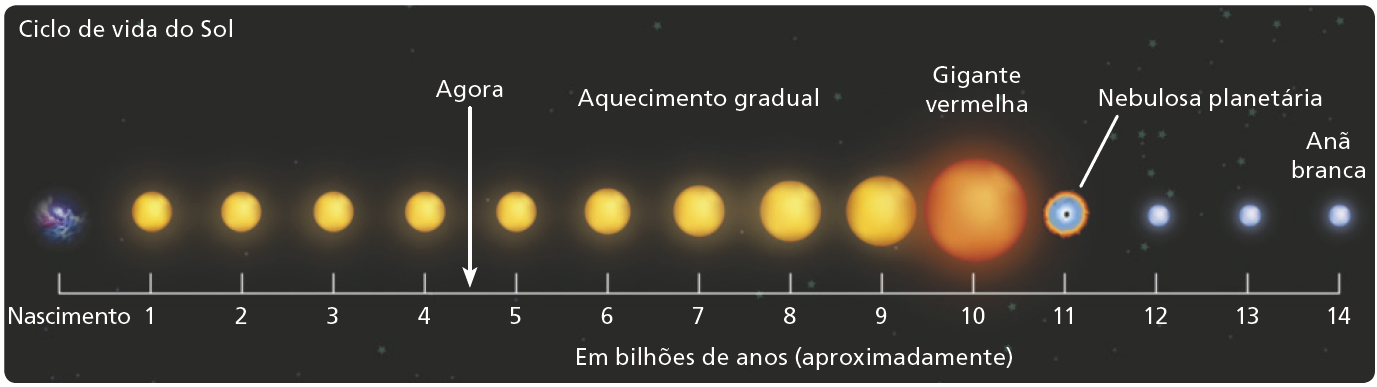 Ciclo de vida do Sol
Agora
Aquecimento gradual
Gigante
vermelha
Nebulosa planetária
Anã
branca
Nascimento 1 2 3 4 5 6 7 8 9 10 11 12 13 14
Em bilhões de anos (aproximadamente)